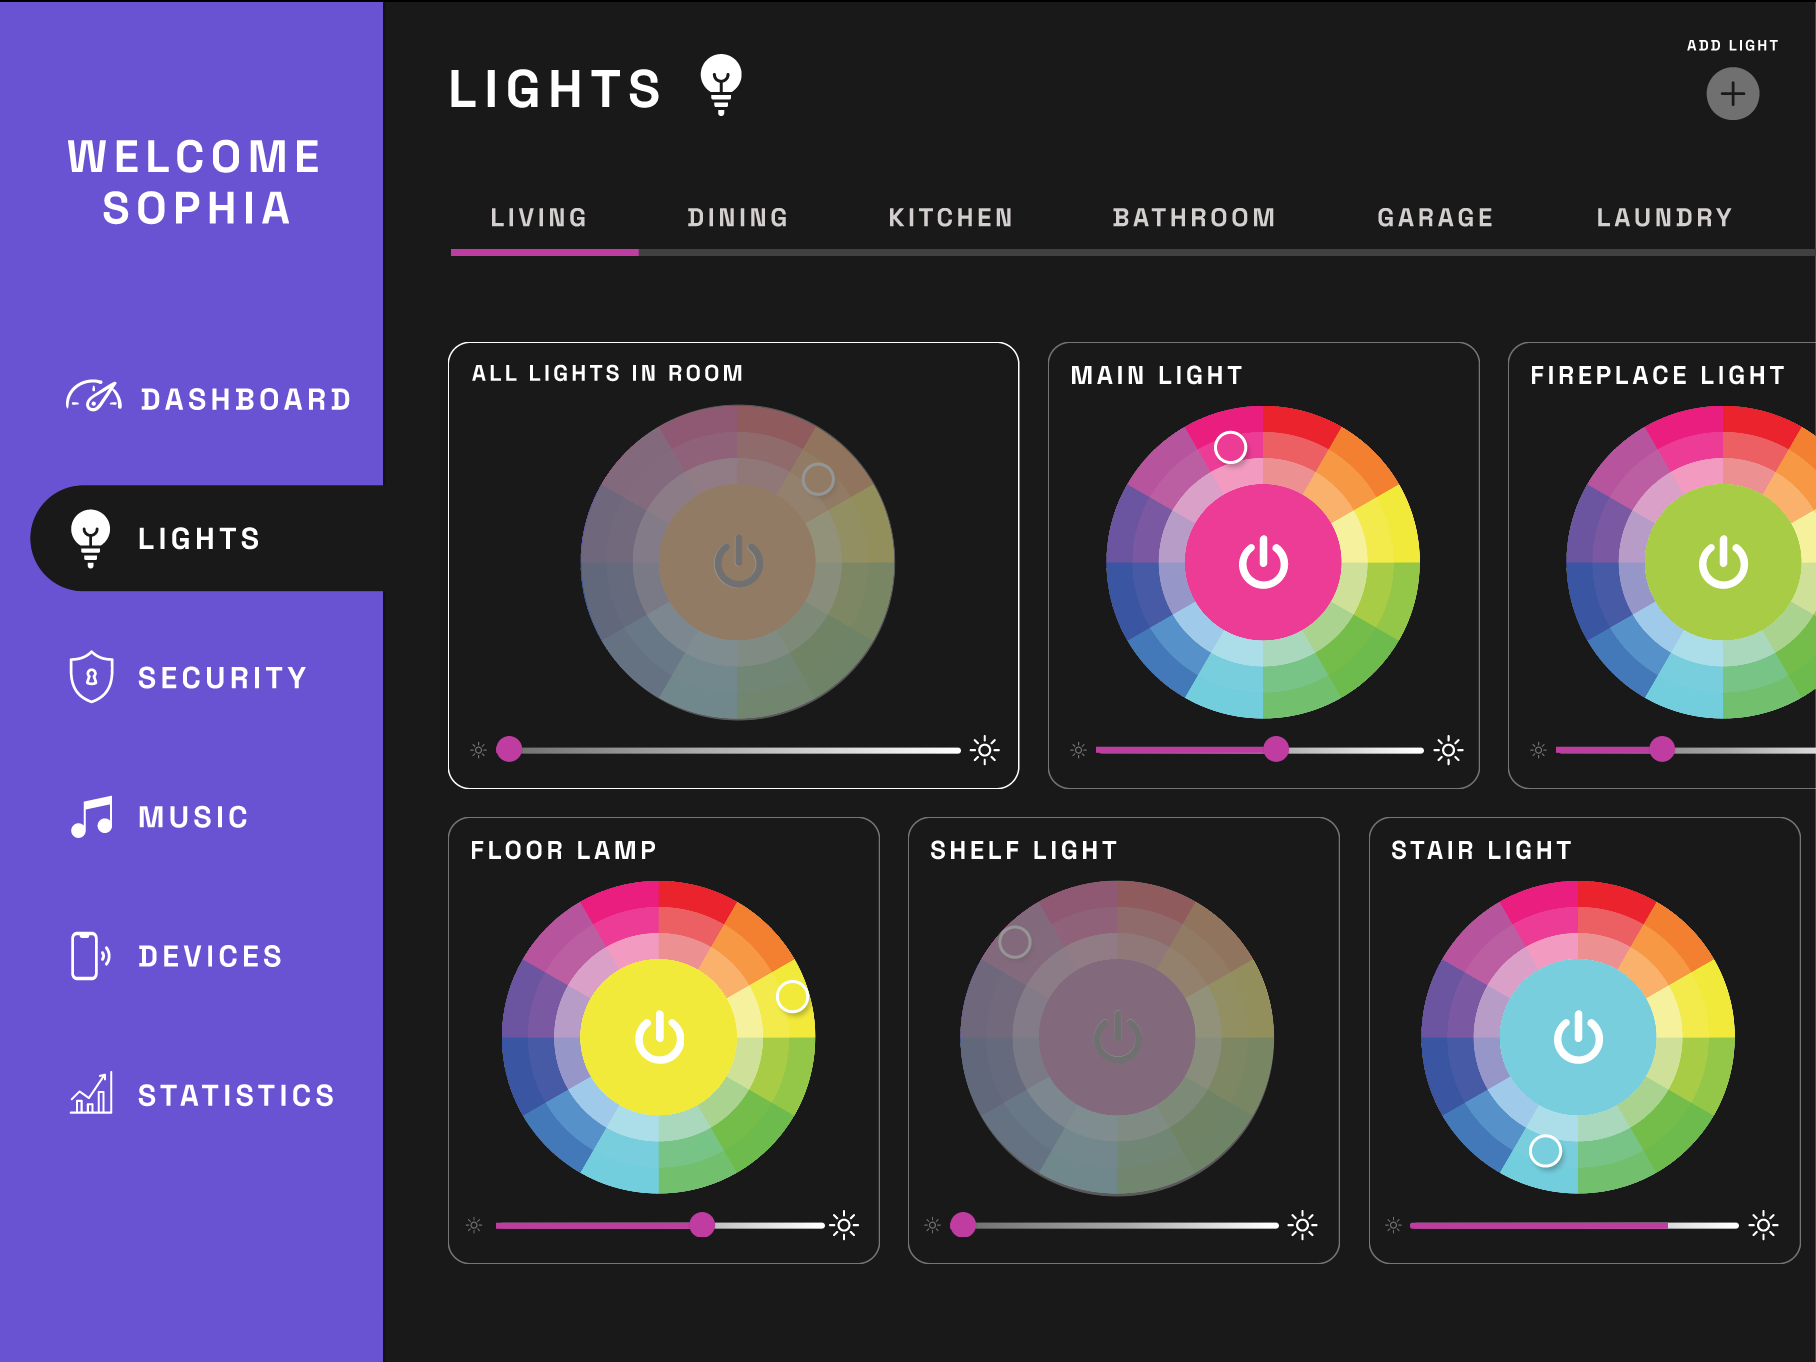 WELCOME
SOPHIA
DASHBOARD
LIGHTS
SECURITY
MUSIC
DEVICES
STATISTICS
LIGHTS
ADD LIGHT
LIVING
DINING
KITCHEN
BATHROOM
GARAGE
LAUNDRY
ALL LIGHTS IN ROOM
MAIN LIGHT
FIREPLACE LIGHT
FLOOR LAMP
SHELF LIGHT
STAIR LIGHT